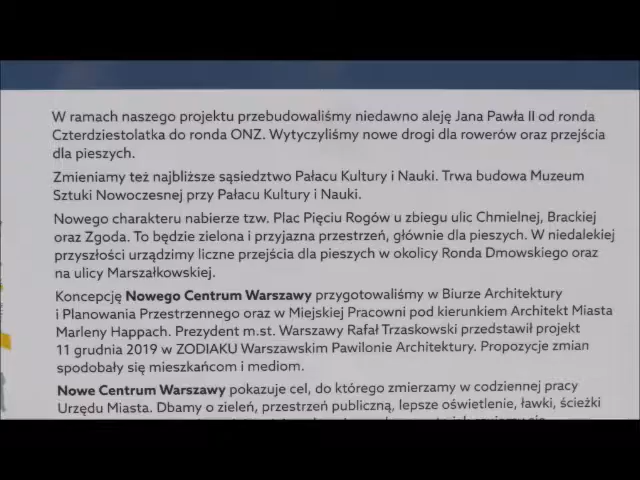 W ramach naszego projektu przebudowaliśmy niedawno aleję Jana Pawła II od ronda
Czterdziestolatka do ronda ONZ. Wytyczyliśmy nowe drogi dla rowerów oraz przejścia
dla pieszych.
Zmieniamy też najbliższe sąsiedztwo Pałacu Kultury i Nauki. Trwa budowa Muzeum
Sztuki Nowoczesnej przy Pałacu Kultury i Nauki.
Nowego charakteru nabierze tzw. Plac Pięciu Rogów u zbiegu ulic Chmielnej, Brackiej
oraz Zgoda. To będzie zielona i przyjazna przestrzeń, głównie dla pieszych. W niedalekiej
przyszłości urządzimy liczne przejścia dla pieszych w okolicy Ronda Dmowskiego oraz
na ulicy Marszałkowskiej.
Koncepcję Nowego Centrum Warszawy przygotowaliśmy w Biurze Architektury
i Planowania Przestrzennego oraz w Miejskiej Pracowni pod kierunkiem Architekt Miasta
Marleny Happach. Prezydent m.st. Warszawy Rafał Trzaskowski przedstawił projekt
11 grudnia 2019 w ZODIAKU Warszawskim Pawilonie Architektury. Propozycje zmian
spodobały się mieszkańcom i mediom.
Nowe Centrum Warszawy pokazuje cel, do którego zmierzamy w codziennej pracy
Urzędu Miasta. Dbamy o zieleń, przestrzeń publiczną, lepsze oświetlenie, ławki, ścieżki